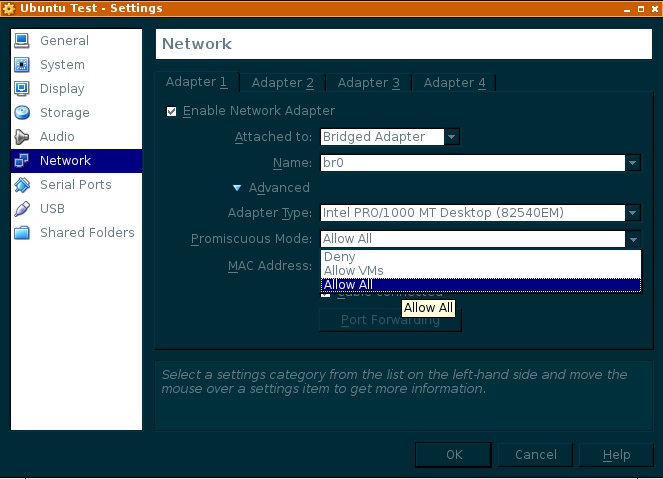 Ubuntu Test - Settings
General
System
Display
Storage
Audio
Network
Serial Ports
USB
Shared Folders
Network
Adapter 1 Adapter 2 Adapter 3 Adapter 4
Enable Network Adapter
Attached to: Bridged Adapter
Name: br0
Advanced
Adapter Type: Intel PRO/1000 MT Desktop (82540EM)
Promiscuous Mode: Allow All
Deny
MAC Address:
Allow VMs
Allow All
Allow All
Port Forwarding
Select a settings category from the list on the left-hand side and move the
mouse over a settings item to get more information.
OK Cancel Help